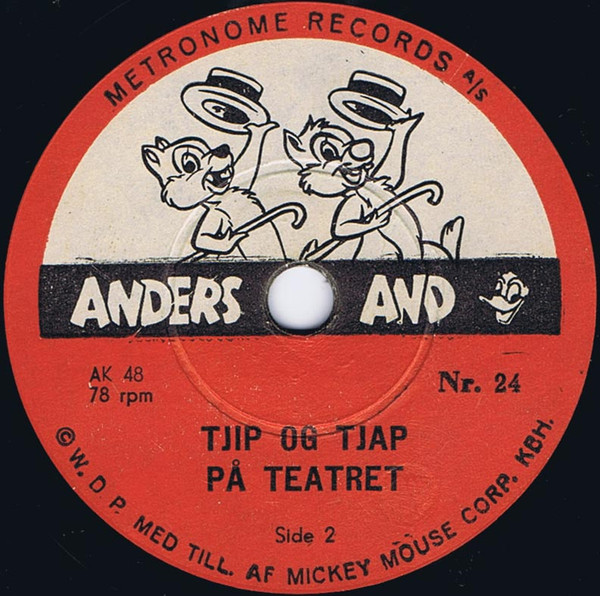 METRONOME RECORDS A/S
ANDERS AND
AK 48
78 rpm
Nr. 24
TJIP OG TJAP
PÅ TEATRET
Side 2
© W. D. P. MED TILL. AF MICKEY MOUSE CORP. KBH.